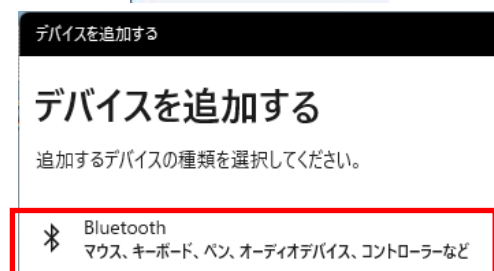 デバイスを追加する
デバイスを追加する
追加するデバイスの種類を選択してください。
Bluetooth
マウス、キーボード、ペン、オーディオデバイス、コントローラーなど